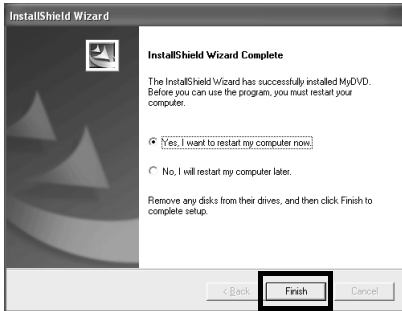 InstallShield Wizard
InstallShield Wizard Complete
The InstallShield Wizard has successfully installed MyDVD.
Before you can use the program, you must restart your
computer.
Yes, I want to restart my computer now.
No, I will restart my computer later.
Remove any disks from their drives, and then click Finish to
complete setup.
< Back Finish Cancel